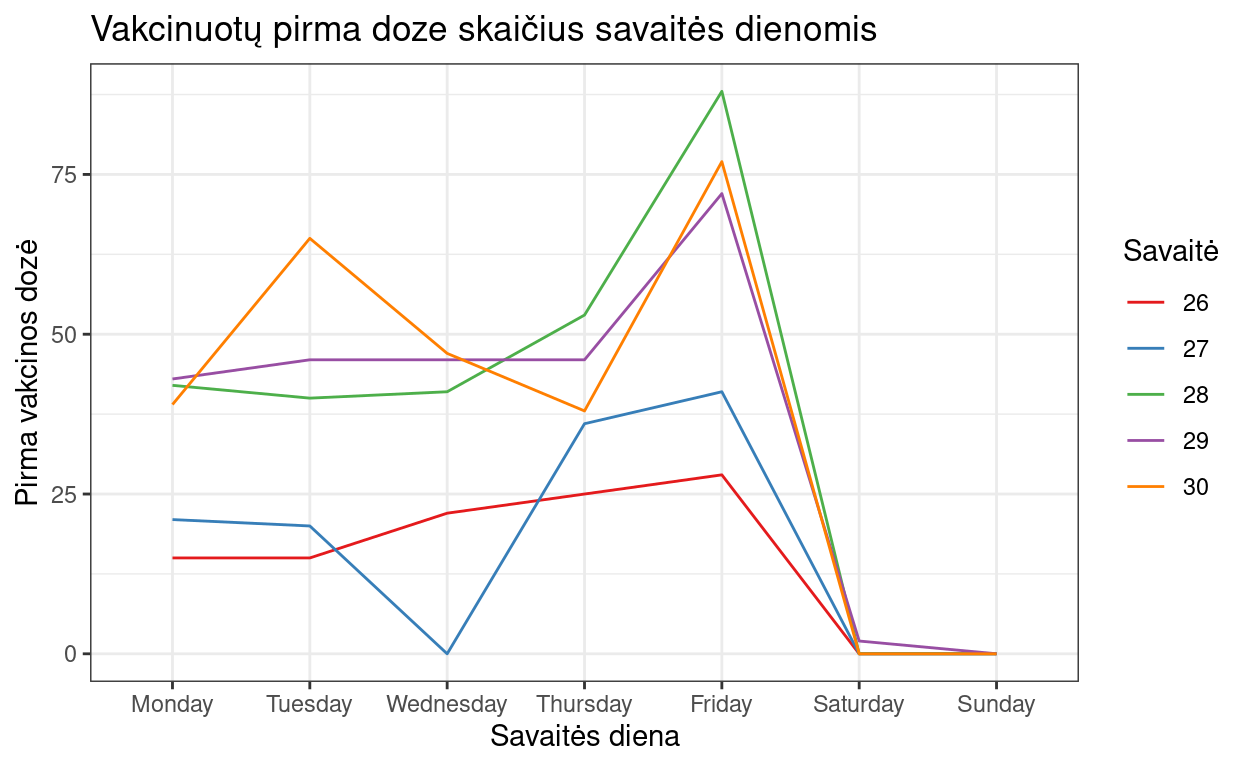 Vakcinuotų pirma doze skaičius savaitės dienomis
Pirma vakcinos dozė
75
50
25
0
Monday Tuesday Wednesday Thursday Friday Saturday Sunday
Savaitės diena
Savaitė
26
27
28
29
30